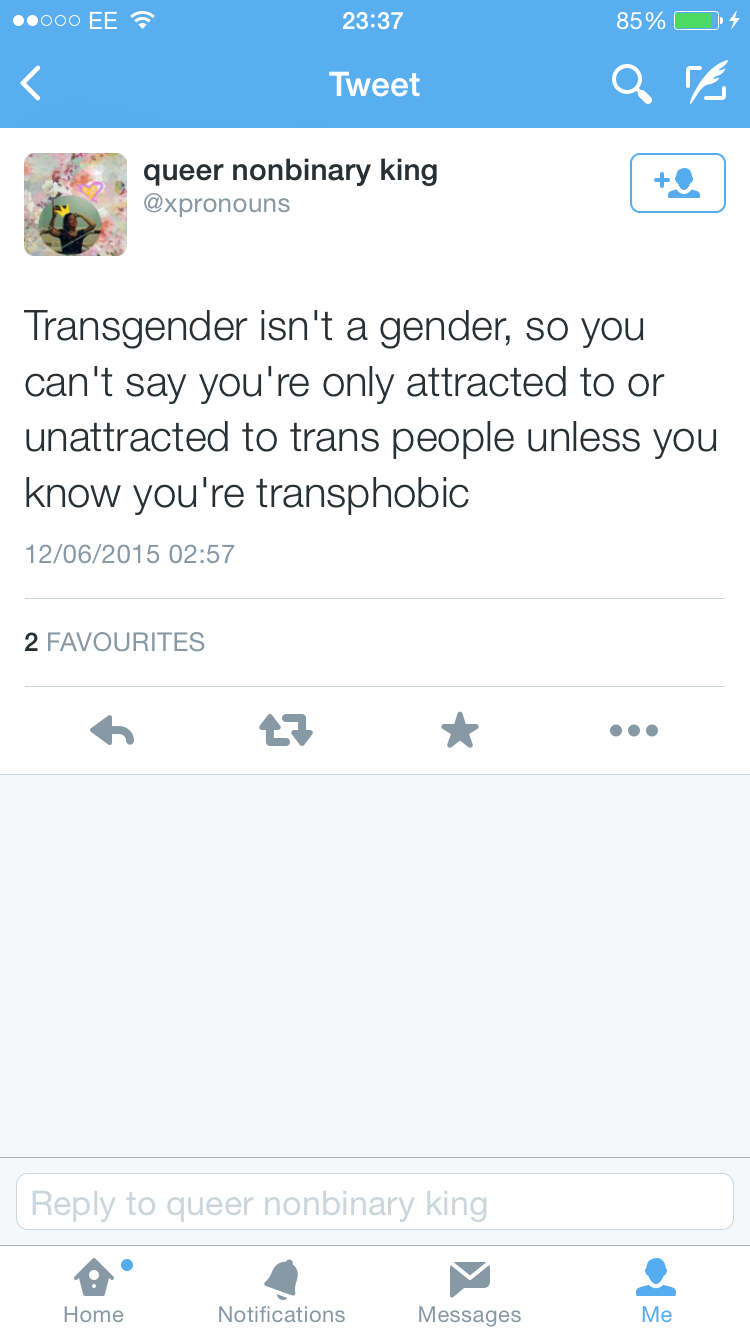 EE 23:37 85%
Tweet
queer nonbinary king
@xpronouns
Transgender isn't a gender, so you
can't say you're only attracted to or
unattracted to trans people unless you
know you're transphobic
12/06/2015 02:57
2 FAVOURITES
Reply to queer nonbinary king
Home Notifications Messages Me